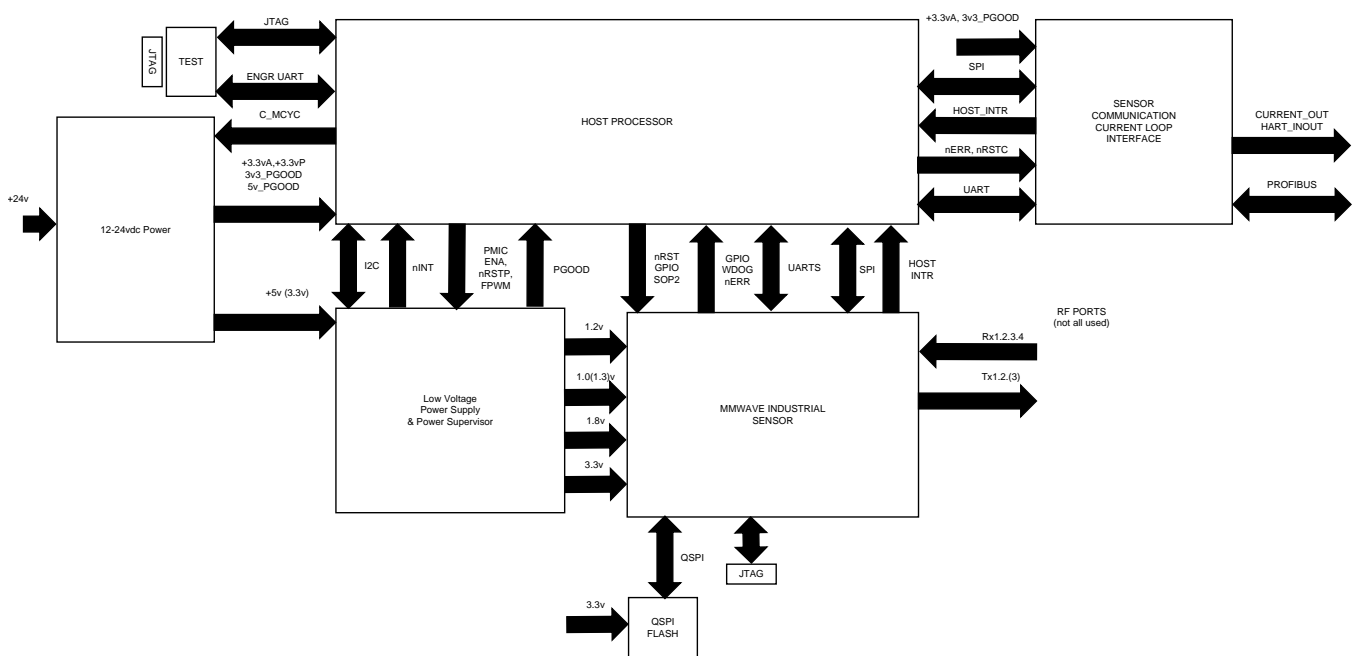 JTAG
+3.3vA, 3v3_PGOOD
JTAG
TEST
SPI
ENGR UART
C_MCYC
HOST PROCESSOR
HOST_INTR
SENSOR
COMMUNICATION
CURRENT LOOP
INTERFACE
CURRENT_OUT
HART_INOUT
nERR, nRSTC
+3.3vA,+3.3vP
3v3_PGOOD
5v_PGOOD
UART
PROFIBUS
+24v
12-24vdc Power
I2C
nINT
PMIC
ENA,
nRSTP,
FPWM
PGOOD
nRST
GPIO
SOP2
GPIO
WDOG
nERR
UARTS
SPI
HOST
INTR
+5v (3.3v)
RF PORTS
(not all used)
1.2v
Rx1.2.3.4
1.0(1.3)v
Tx1.2.(3)
Low Voltage
Power Supply
& Power Supervisor
MMWAVE INDUSTRIAL
SENSOR
1.8v
3.3v
QSPI
JTAG
3.3v
QSPI
FLASH